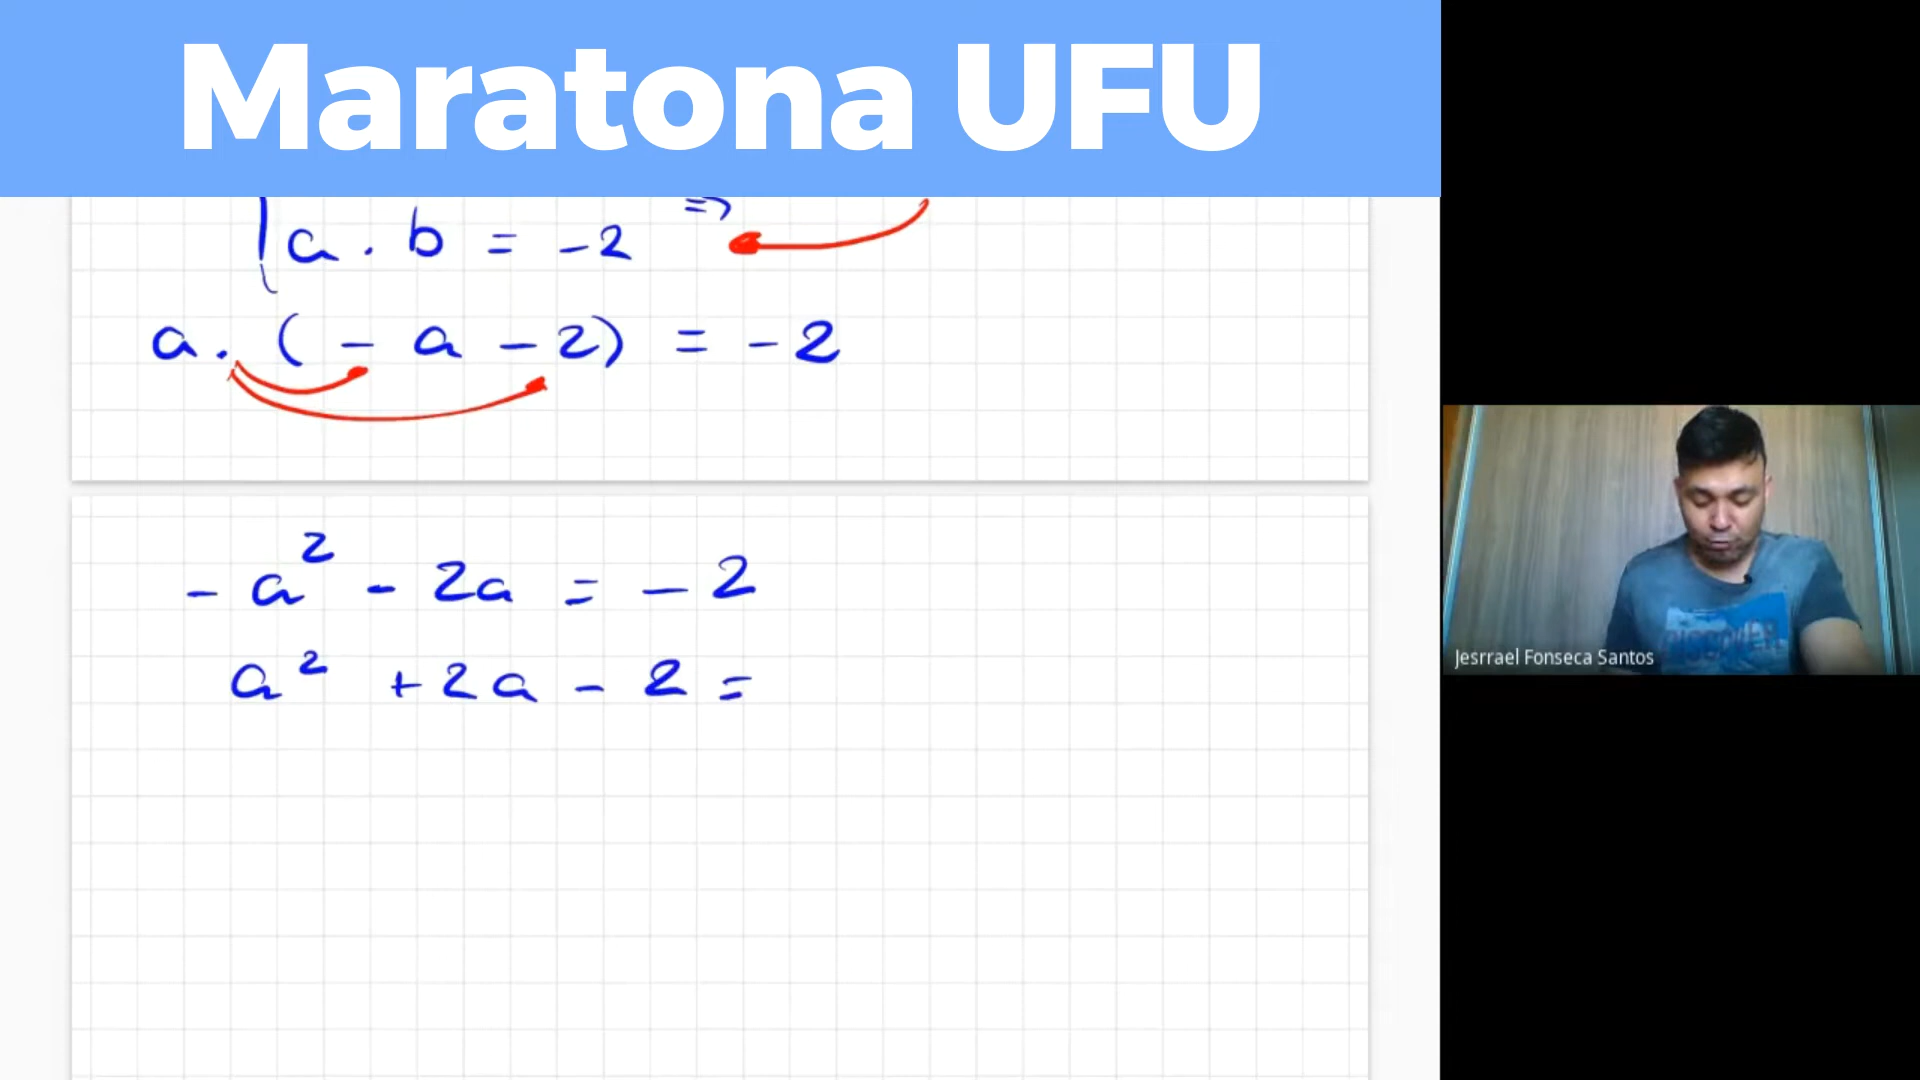 Maratona UFU
=>
a . b = -2
a . (- a - 2) = -2
- a² - 2a = - 2
a² + 2a - 2 =
Jesrrael Fonseca Santos